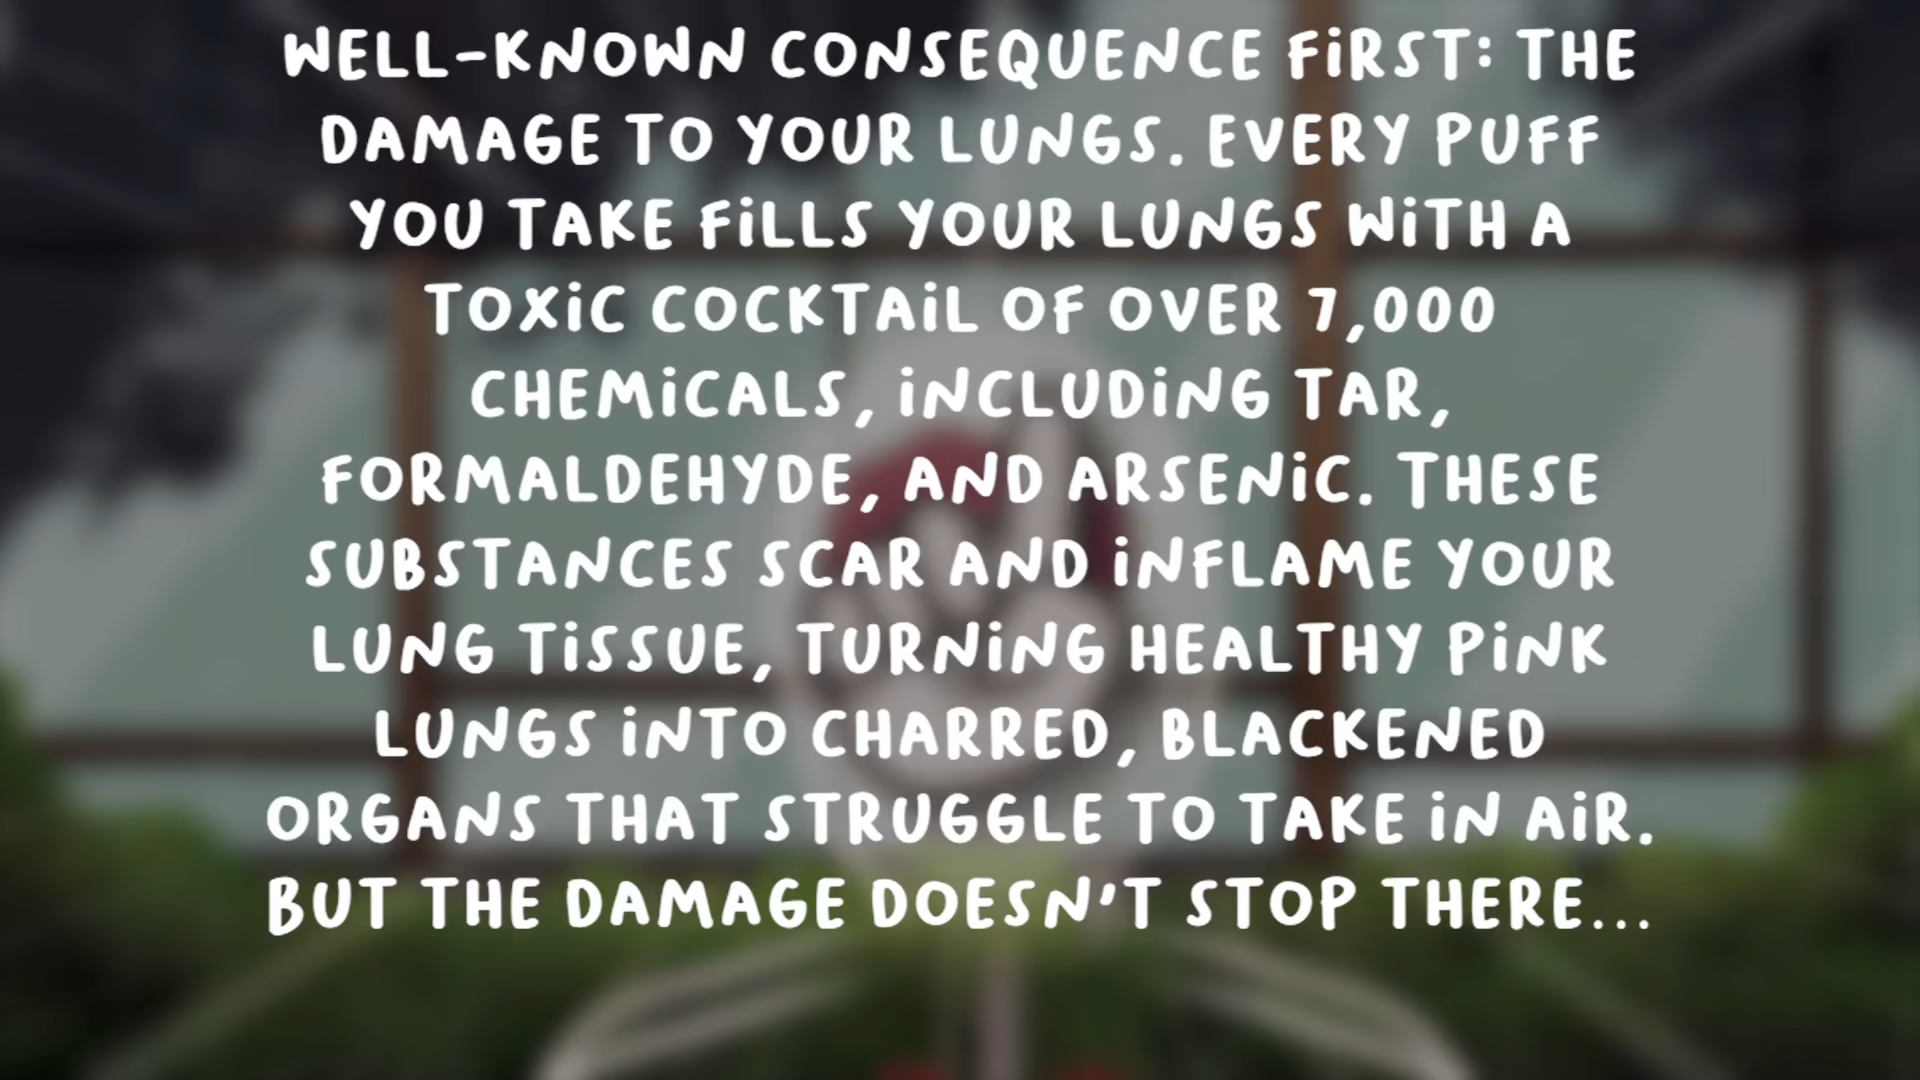 WELL-KNOWN CONSEQUENCE FIRST: THE
DAMAGE TO YOUR LUNGS. EVERY PUFF
YOU TAKE FILLS YOUR LUNGS WITH A
TOXIC COCKTAIL OF OVER 7,000
CHEMICALS, INCLUDING TAR,
FORMALDEHYDE, AND ARSENIC. THESE
SUBSTANCES SCAR AND INFLAME YOUR
LUNG TISSUE, TURNING HEALTHY PINK
LUNGS INTO CHARRED, BLACKENED
ORGANS THAT STRUGGLE TO TAKE IN AIR.
BUT THE DAMAGE DOESN'T STOP THERE...